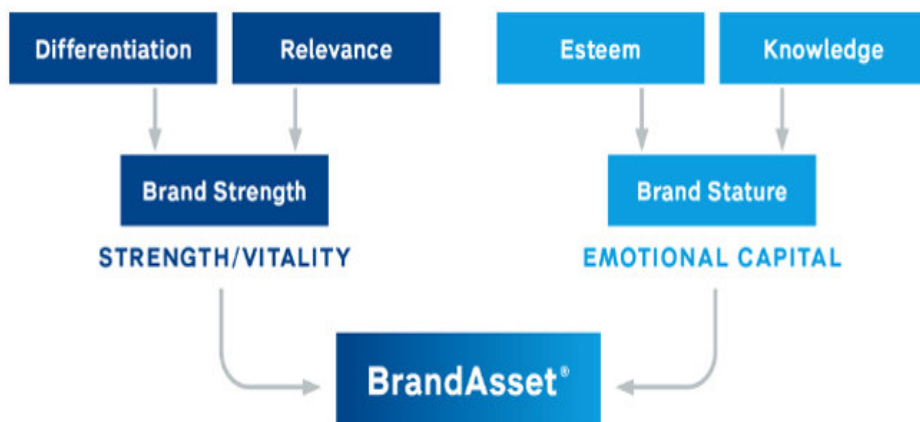 Differentiation
Relevance
Esteem
Knowledge
Brand Strength
Brand Stature
STRENGTH/VITALITY
EMOTIONAL CAPITAL
BrandAsset®